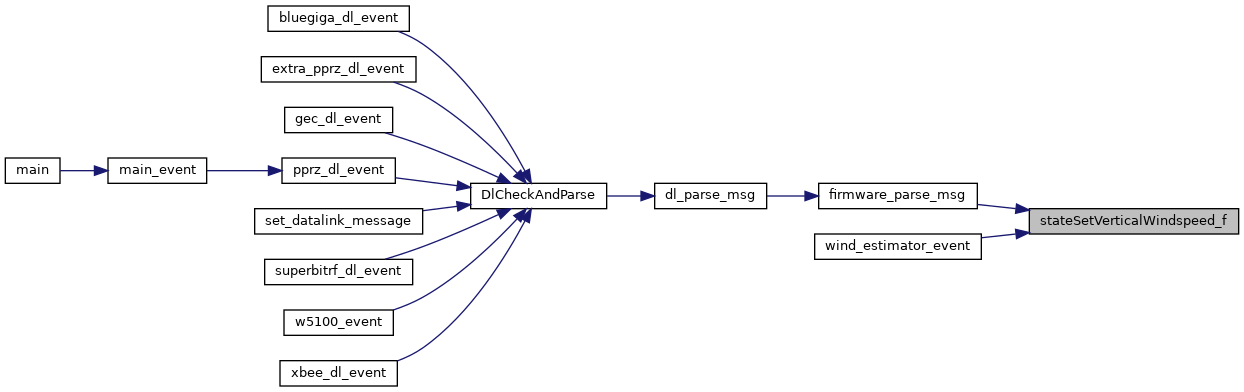 bluegiga_dl_event
extra_pprz_dl_event
gec_dl_event
main
main_event
pprz_dl_event
DlCheckAndParse
dl_parse_msg
firmware_parse_msg
stateSetVerticalWindspeed_f
set_datalink_message
wind_estimator_event
superbitrf_dl_event
w5100_event
xbee_dl_event